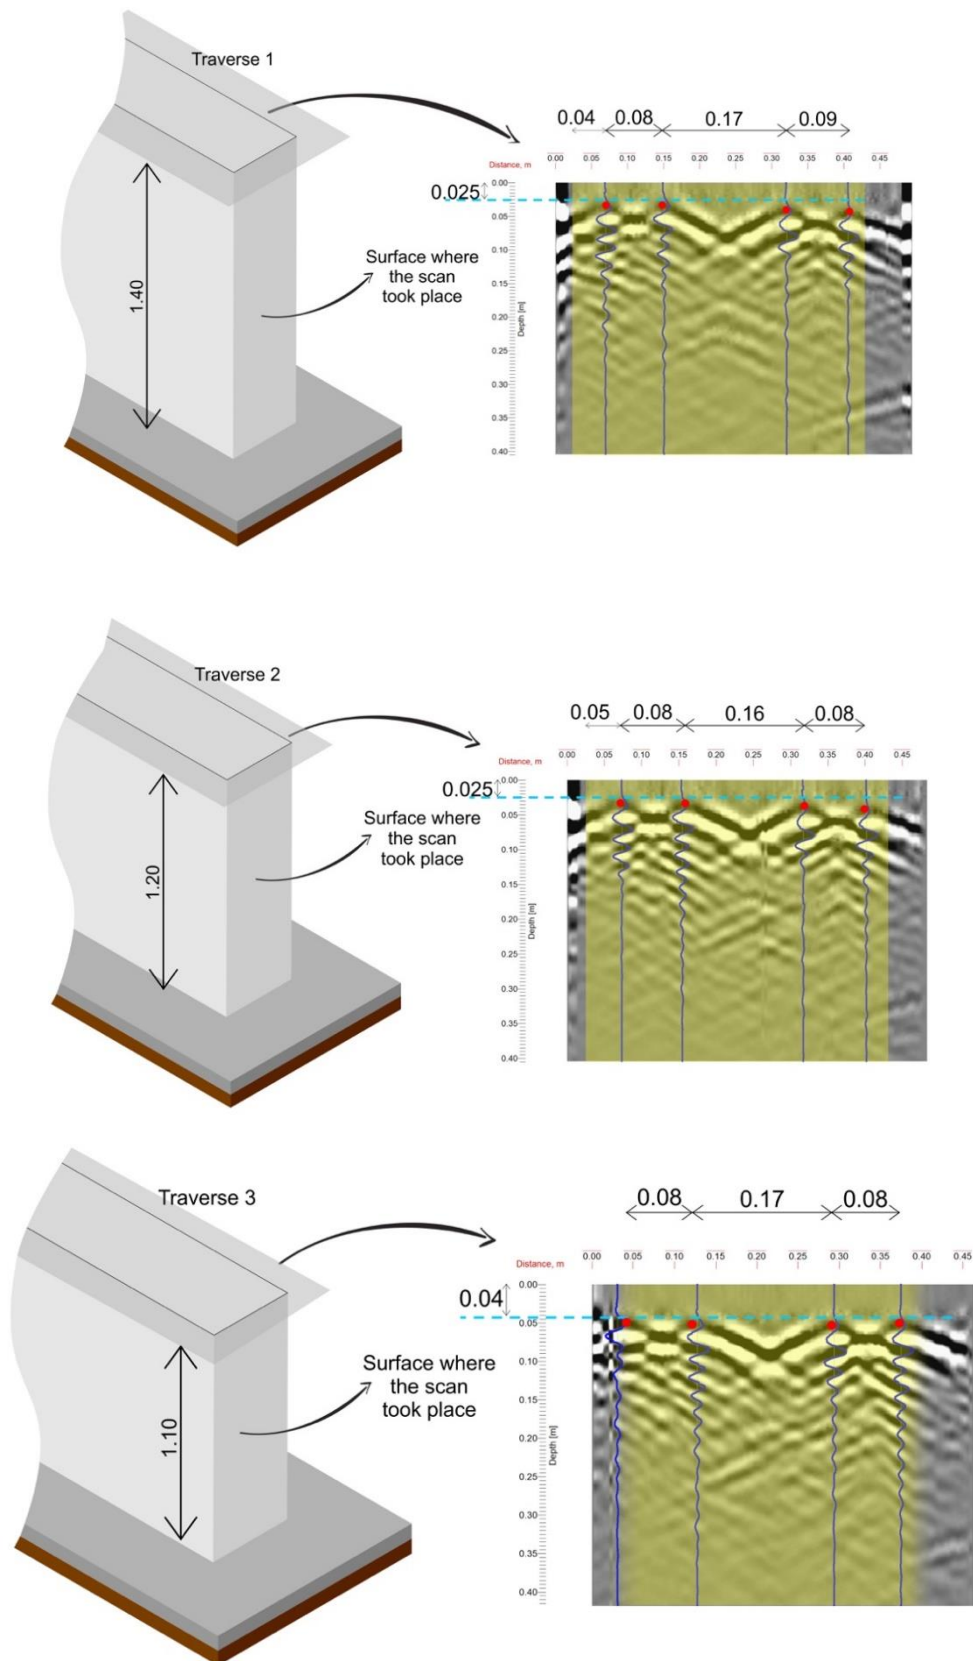 Traverse 1
0.04 0.08 0.17 0.09
Distance, m 0.00 0.05 0.10 0.15 0.20 0.25 0.30 0.35 0.40 0.45
0.025
0.00
0.05
0.10
0.15
0.20
0.25
0.30
0.35
0.40
Depth [m]
1.40
Surface where
the scan
took place
Traverse 2
0.05 0.08 0.16 0.08
Distance, m 0.00 0.05 0.10 0.15 0.20 0.25 0.30 0.35 0.40 0.45
0.025
0.00
0.05
0.10
0.15
0.20
0.25
0.30
0.35
0.40
Depth [m]
1.20
Surface where
the scan
took place
Traverse 3
0.08 0.17 0.08
Distance, m 0.00 0.05 0.10 0.15 0.20 0.25 0.30 0.35 0.40 0.45
0.04
0.00
0.05
0.10
0.15
0.20
0.25
0.30
0.35
0.40
Depth [m]
1.10
Surface where
the scan
took place